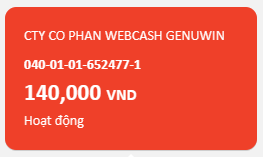 CTY CO PHAN WEBCASH GENUWIN
040-01-01-652477-1
140,000 VND
Hoạt động